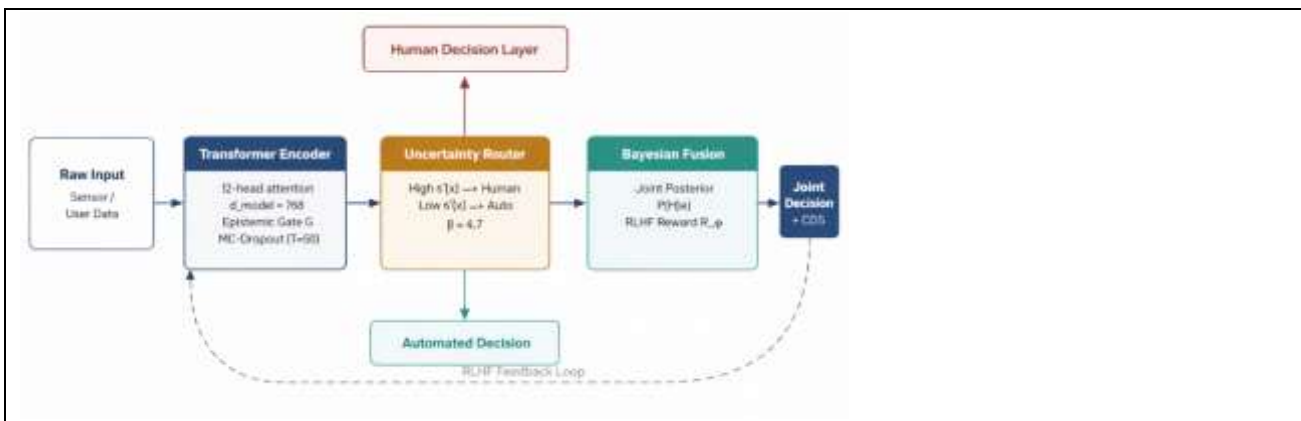 Human Decision Layer
Raw Input
Sensor /
User Data
Transformer Encoder
12-head attention
d_model = 768
Epistemic Gate G
MC-Dropout (T=50)
Uncertainty Router
High (x) → Human
Low (x) → Auto
β = 4.7
Bayesian Fusion
Joint Posterior
RLHF Reward R_φ
Joint
Decision
+ CDS
Automated Decision
RLHF Feedback Loop